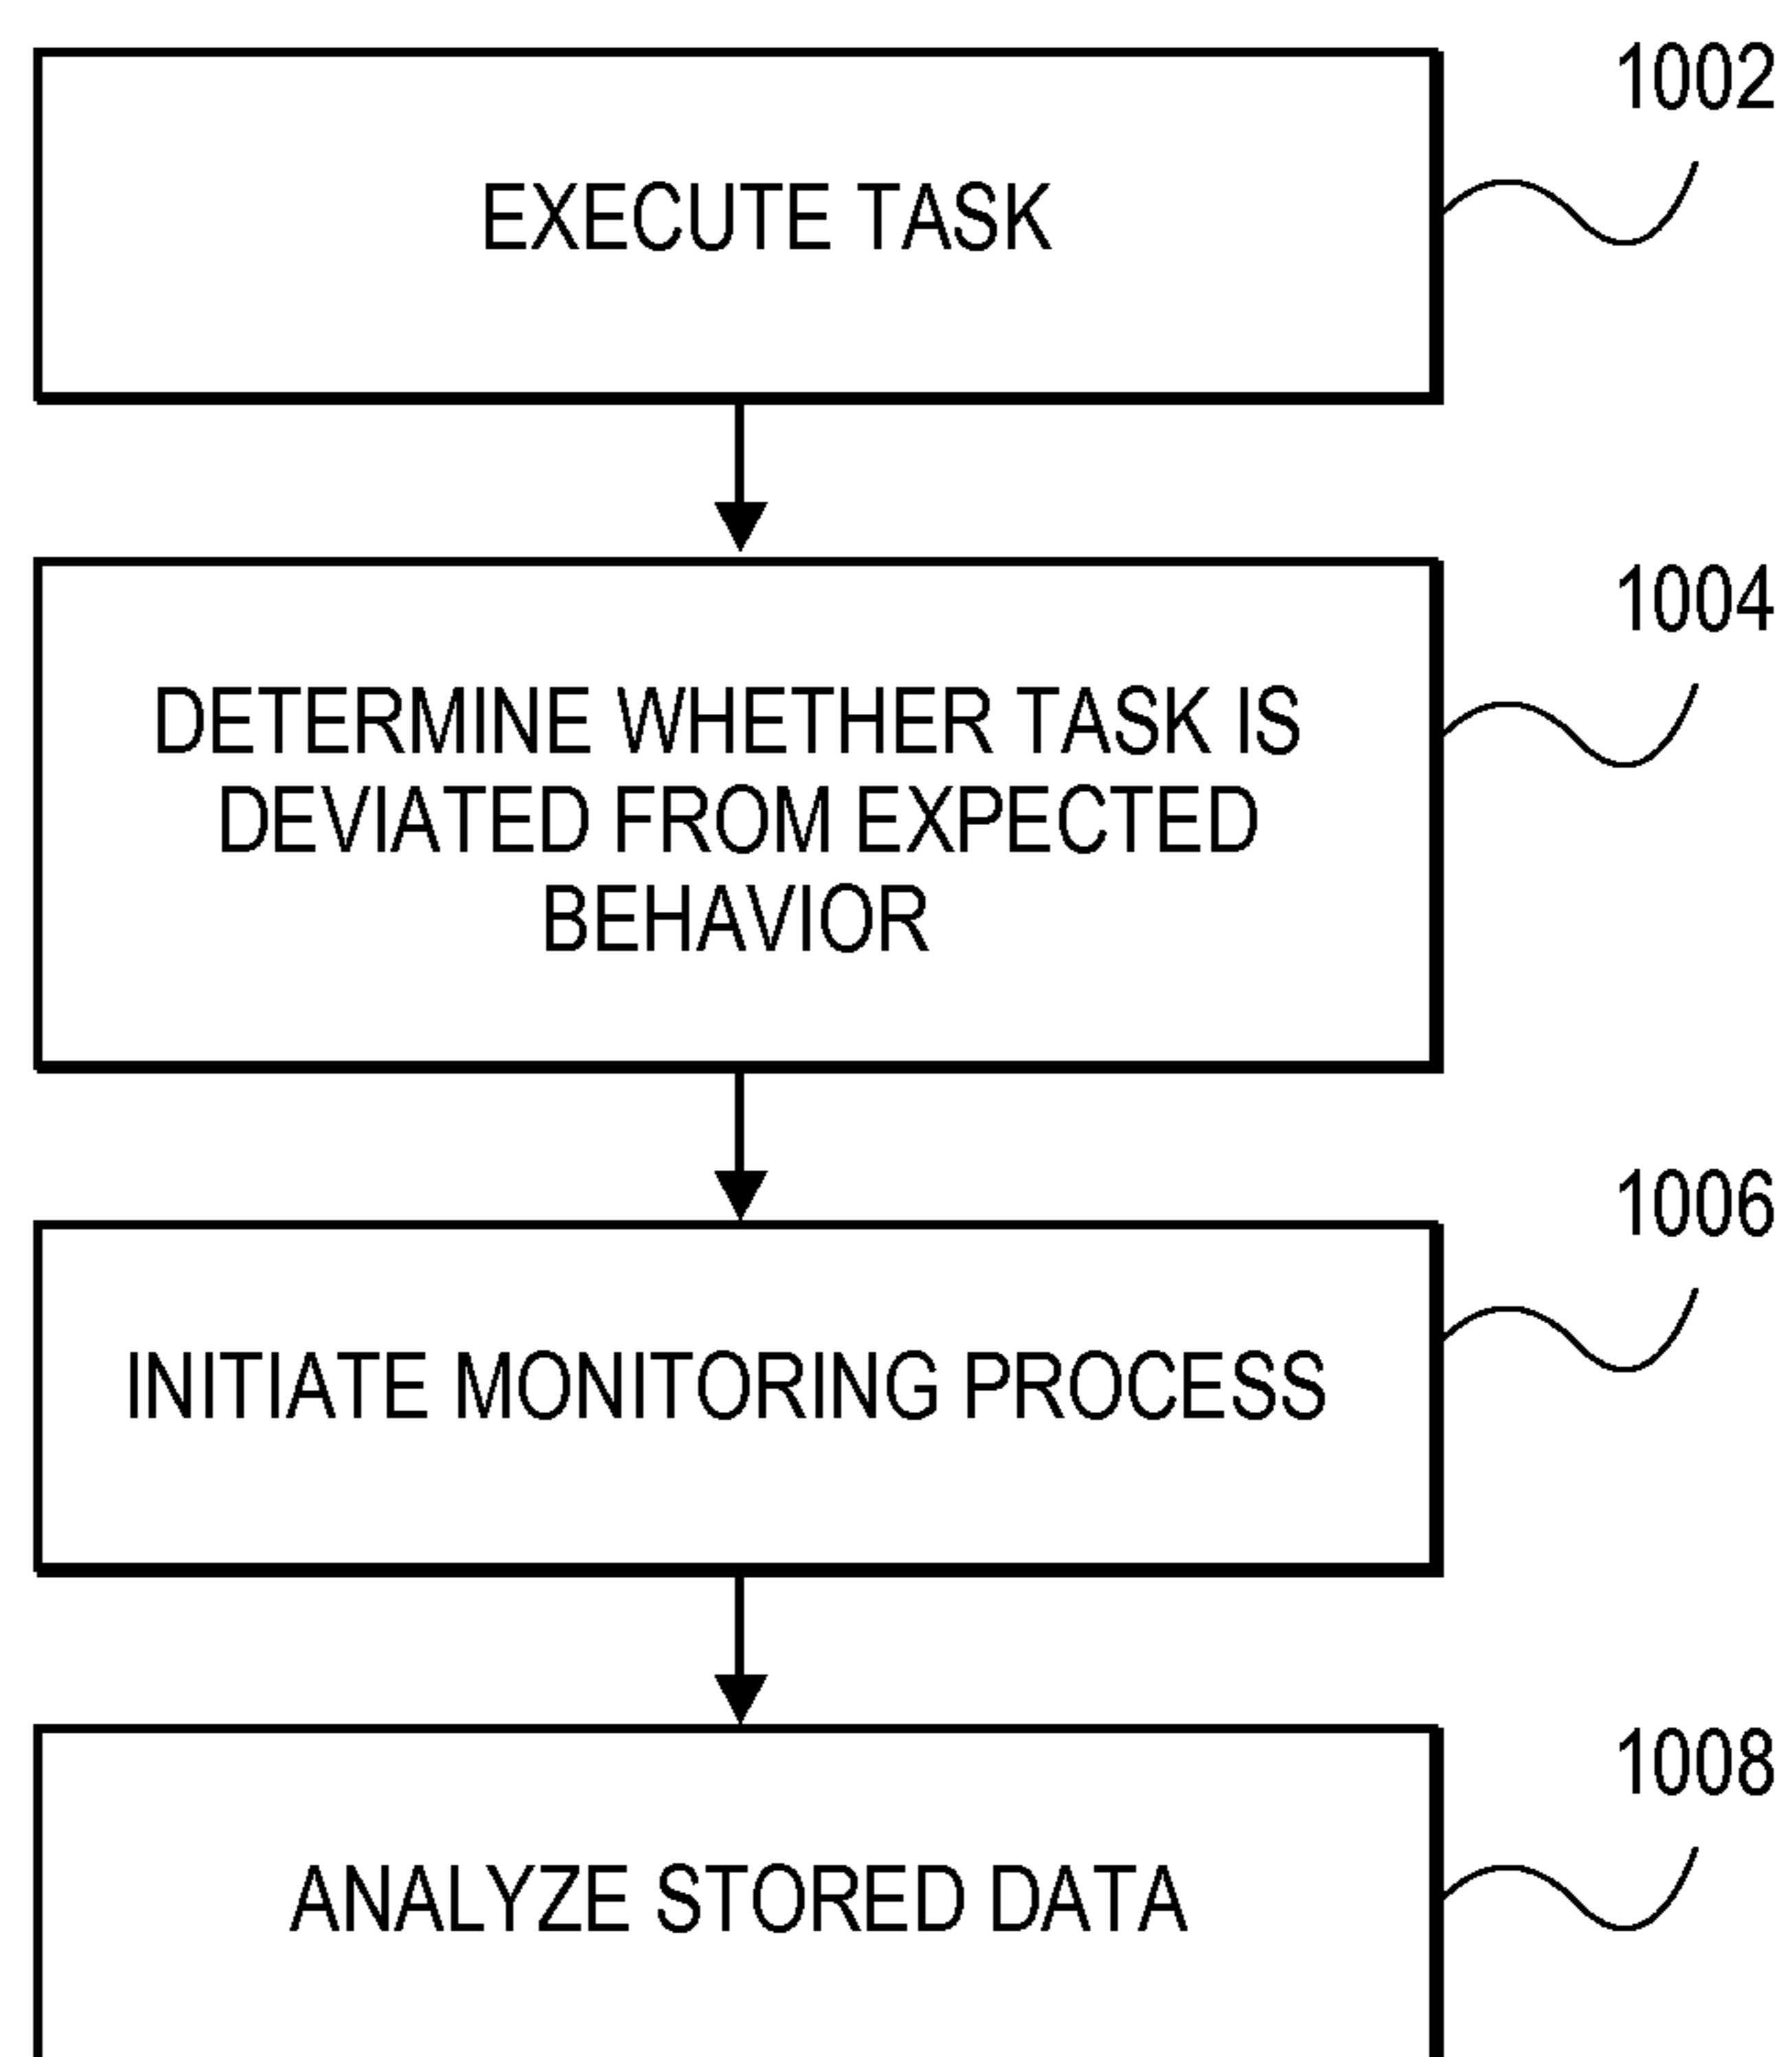 1002
EXECUTE TASK
1004
DETERMINE WHETHER TASK IS
DEVIATED FROM EXPECTED
BEHAVIOR
1006
INITIATE MONITORING PROCESS
1008
ANALYZE STORED DATA